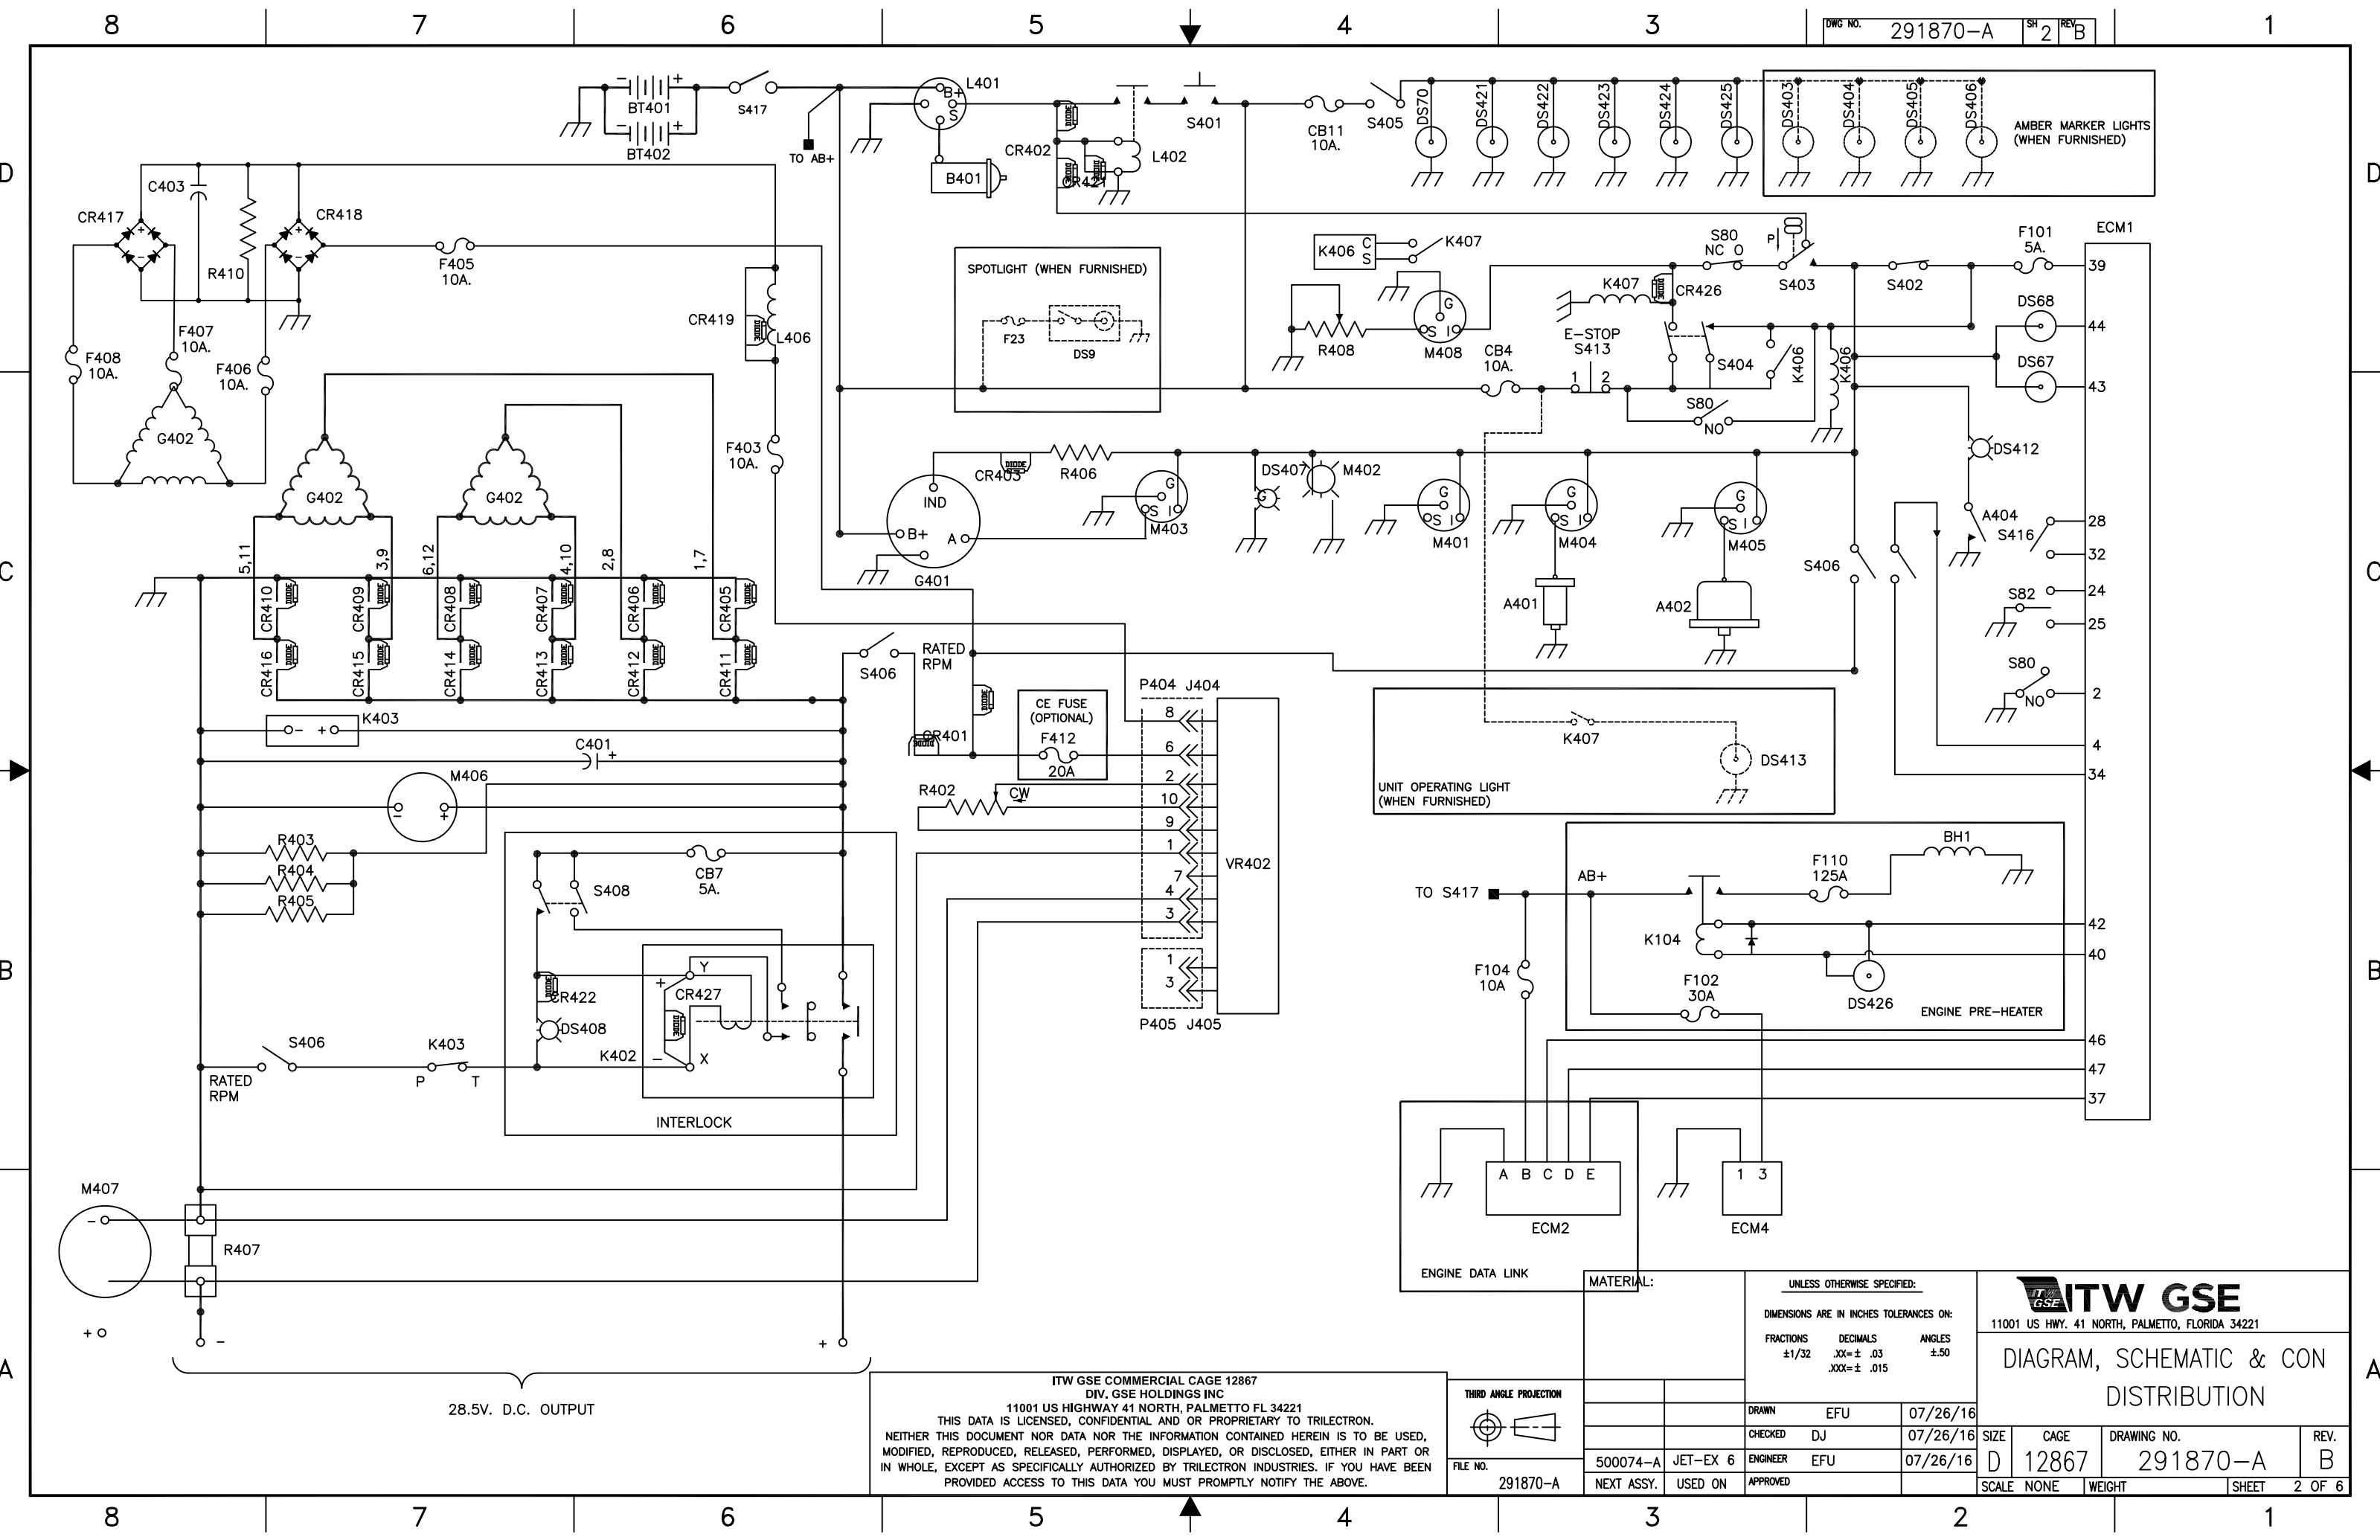 8 7 6 5 4 3 1
DWG NO. 291870-A SH 2 REV B
D D
C C
B B
A A
BT401
BT402
S417
TO AB+
L401
B+
S
B401
CR402
CR421
L402
S401
CB11
10A.
S405
DS70 DS421 DS422 DS423 DS424 DS425 DS403 DS404 DS405 DS406
AMBER MARKER LIGHTS
(WHEN FURNISHED)
C403
CR417
CR418
R410
F405
10A.
F407
10A.
F408
10A.
F406
10A.
G402
CR419
L406
F403
10A.
SPOTLIGHT (WHEN FURNISHED)
F23
DS9
K406 C S
K407
R408
G
S I
M408
K407
CR426
S80
NC O
P
S403
S402
F101
5A.
ECM1
39
DS68
44
DS67
43
E-STOP
S413
1 2
CB4
10A.
S404
K406
K406
S80
NO
DS412
G402
G402
5,11 3,9 6,12 4,10 2,8 1,7
CR410 CR409 CR408 CR407 CR406 CR405
CR416 CR415 CR414 CR413 CR412 CR411
DIODE
IND
B+
A
G401
CR403
R406
G
S I
M403
DS407
G
M402
G
S I
M401
G
S I
M404
G
S I
M405
A401
A402
S406
A404
S416
28
32
S82
24
25
S80
NO
2
4
34
K403
- +
C401
+
M406
- +
R403
R404
R405
S406
RATED
RPM
CR401
CE FUSE
(OPTIONAL)
F412
20A
R402
CW
P404 J404
8
6
2
10
9
1
7
4
3
1
3
P405 J405
VR402
K407
DS413
UNIT OPERATING LIGHT
(WHEN FURNISHED)
S408
CB7
5A.
CR422
DS408
CR427
Y
X
+
-
K402
INTERLOCK
S406
RATED
RPM
K403
P T
TO S417
AB+
F104
10A
K104
F110
125A
BH1
F102
30A
DS426
ENGINE PRE-HEATER
42
40
46
47
37
A B C D E
ECM2
ENGINE DATA LINK
1 3
ECM4
M407
-
R407
+
-
+
28.5V. D.C. OUTPUT
ITW GSE COMMERCIAL CAGE 12867
DIV. GSE HOLDINGS INC
11001 US HIGHWAY 41 NORTH, PALMETTO FL 34221
THIS DATA IS LICENSED, CONFIDENTIAL AND OR PROPRIETARY TO TRILECTRON.
NEITHER THIS DOCUMENT NOR DATA NOR THE INFORMATION CONTAINED HEREIN IS TO BE USED,
MODIFIED, REPRODUCED, RELEASED, PERFORMED, DISPLAYED, OR DISCLOSED, EITHER IN PART OR
IN WHOLE, EXCEPT AS SPECIFICALLY AUTHORIZED BY TRILECTRON INDUSTRIES. IF YOU HAVE BEEN
PROVIDED ACCESS TO THIS DATA YOU MUST PROMPTLY NOTIFY THE ABOVE.
THIRD ANGLE PROJECTION
FILE NO.
291870-A
MATERIAL:
500074-A JET-EX 6
NEXT ASSY. USED ON
UNLESS OTHERWISE SPECIFIED:
DIMENSIONS ARE IN INCHES TOLERANCES ON:
FRACTIONS DECIMALS ANGLES
±1/32 .XX=± .03 ±.50
.XXX=± .015
DRAWN EFU 07/26/16
CHECKED DJ 07/26/16
ENGINEER EFU 07/26/16
APPROVED
ITW GSE ITW GSE
11001 US HWY. 41 NORTH, PALMETTO, FLORIDA 34221
DIAGRAM, SCHEMATIC & CON
DISTRIBUTION
SIZE CAGE DRAWING NO. REV.
D 12867 291870-A B
SCALE NONE WEIGHT SHEET 2 OF 6
8 7 6 5 4 3 2 1